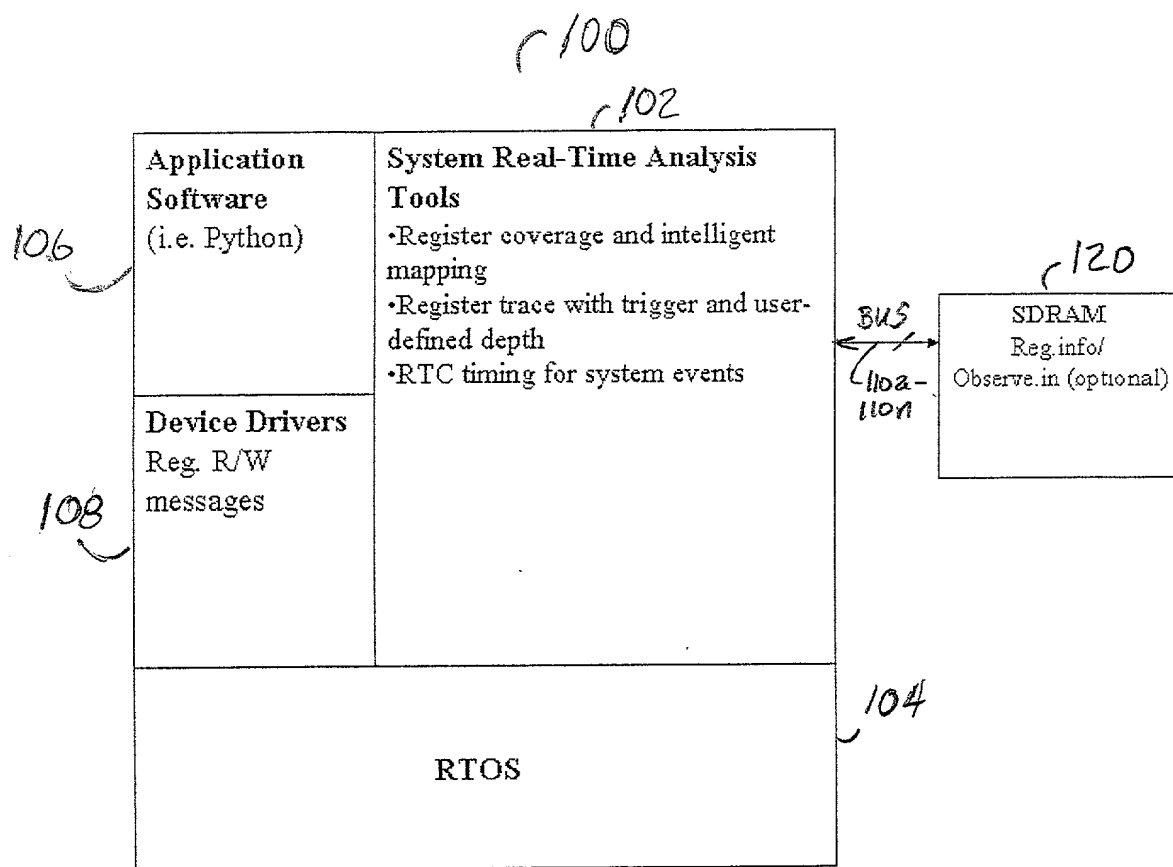 100
102
Application
Software
(i.e. Python)
System Real-Time Analysis
Tools
•Register coverage and intelligent
mapping
•Register trace with trigger and user-
defined depth
•RTC timing for system events
106
Device Drivers
Reg. R/W
messages
108
BUS
110a-
110n
120
SDRAM
Reg.info/
Observe.in (optional)
104
RTOS